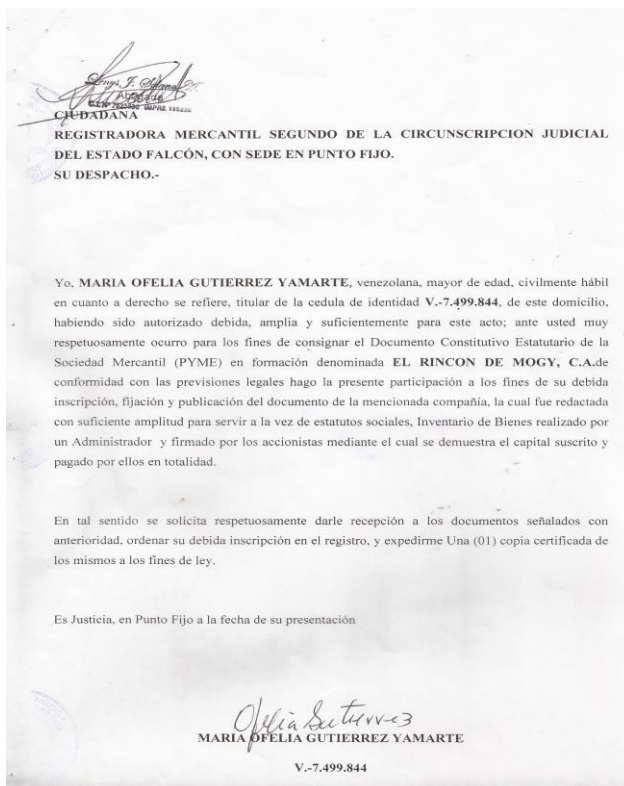 Abogado
CIUDADANA
REGISTRADORA MERCANTIL SEGUNDO DE LA CIRCUNSCRIPCION JUDICIAL
DEL ESTADO FALCÓN, CON SEDE EN PUNTO FIJO.
SU DESPACHO.-
Yo, MARIA OFELIA GUTIERREZ YAMARTE, venezolana, mayor de edad, civilmente hábil
en cuanto a derecho se refiere, titular de la cedula de identidad V.-7.499.844, de este domicilio,
habiendo sido autorizado debida, amplia y suficientemente para este acto; ante usted muy
respetuosamente ocurro para los fines de consignar el Documento Constitutivo Estatutario de la
Sociedad Mercantil (PYME) en formación denominada EL RINCON DE MOGY, C.A.de
conformidad con las previsiones legales hago la presente participación a los fines de su debida
inscripción, fijación y publicación del documento de la mencionada compañía, la cual fue redactada
con suficiente amplitud para servir a la vez de estatutos sociales, Inventario de Bienes realizado por
un Administrador y firmado por los accionistas mediante el cual se demuestra el capital suscrito y
pagado por ellos en totalidad.
En tal sentido se solicita respetuosamente darle recepción a los documentos señalados con
anterioridad, ordenar su debida inscripción en el registro, y expedirme Una (01) copia certificada de
los mismos a los fines de ley.
Es Justicia, en Punto Fijo a la fecha de su presentación
Ofelia Gutierrez
MARIA OFELIA GUTIERREZ YAMARTE
V.-7.499.844